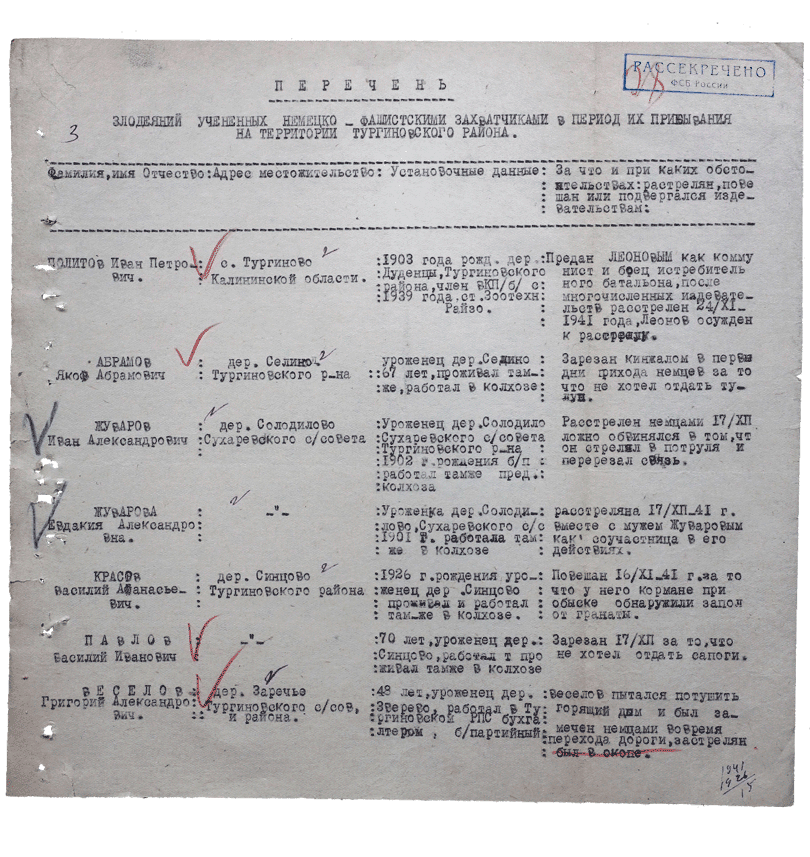 РАССЕКРЕЧЕНО
ФСБ России
28
ПЕРЕЧЕНЬ
3
ЗЛОДЕЯНИЙ УЧЕНЕННЫХ НЕМЕЦКО - ФАШИСТСКИМИ ЗАХВАТЧИКАМИ в ПЕРИОД ИХ ПРИБЫВАНИЯ
НА ТЕРРИТОРИИ ТУРГИНОВСКОГО РАЙОНА.
Фамилия,имя Отчество:Адрес местожительство: Установочные данные: За что и при каких обсто-
: ятельствах:растрелян,пове
: шан или подвергался изде-
: вательствам:
ПОЛИТОВ Иван Петро- : с. Тургиново :1903 года рожд. дер.:Предан ЛЕОНОВЫМ как комму
вич. : Калининской области. :Дуденцы,Тургиновского : нист и боец истребитель
:района,член ВКП/б/ с: ного батальона,после
:1939 года,ст.Зоотехн: многочисленных издевате-
Райзо. : льств расстрелян 24/XI-
: 1941 года,Леонов осужден
: к расстрелу.
АБРАМОВ : дер. Селино уроженец дер.Селино : Зарезан кинжалом в первы
Якоф Абрамович : Тургиновского р-на ::67 лет,проживал там-: дни прихода немцев за то
:же,работал в колхозе: что не хотел отдать ту-
: луп.
ЖУВАРОВ : дер. Солодилово :Уроженец дер.Солодило Расстрелен немцами 17/ХП
Иван Александрович :Сухаревского с/совета :Сухаревского с/совета ложно обвинялся в том,чт
: :Тургиновского р-на : он стрелял в потруля и
:1902 г.рождения б/п : перерезал связь.
:работал тамже пред.:
:колхоза
ЖУВАРОВА : -"- :Уроженка дер.Солоди-: расстреляна 17/ХП-41 г.
Евдакия Александро: :лово,Сухаревского с/с вместе с мужем Жуваровым
вна. : :1901 г. работала там: как соучастница в его
:же в колхозе : действиях.
КРАСОВ : дер. Синцово :1926 г.рождения уро-: Повешан 16/XI-41 г.за то
Василий Афанасье-: Тургиновского района :женец дер.Синцово : что у него кормане при
вич. : : проживал и работал : обыске обнаружили запол
: там-же в колхозе. : от гранаты.
ПАВЛОВ : -"- :70 лет,уроженец дер.: Зарезан 17/ХП за то,что
Василий Иванович : :Синцово,работал т про не хотел отдать сапоги.
:живал тамже в колхозе
ВЕСЕЛОВ : дер. Заречье :48 лет,уроженец дер. :веселов пытался потушить
Григорий Александро: Тургиновского с/сов, :Зверево, работал в Ту: горящий дом и был за-
вич. :: и района. :ргиновском РПС бухга: мечен немцами вовремя
:лтером, б/партийный:перехода дороги,застрелян
: был в окопе.
1941
1926
15